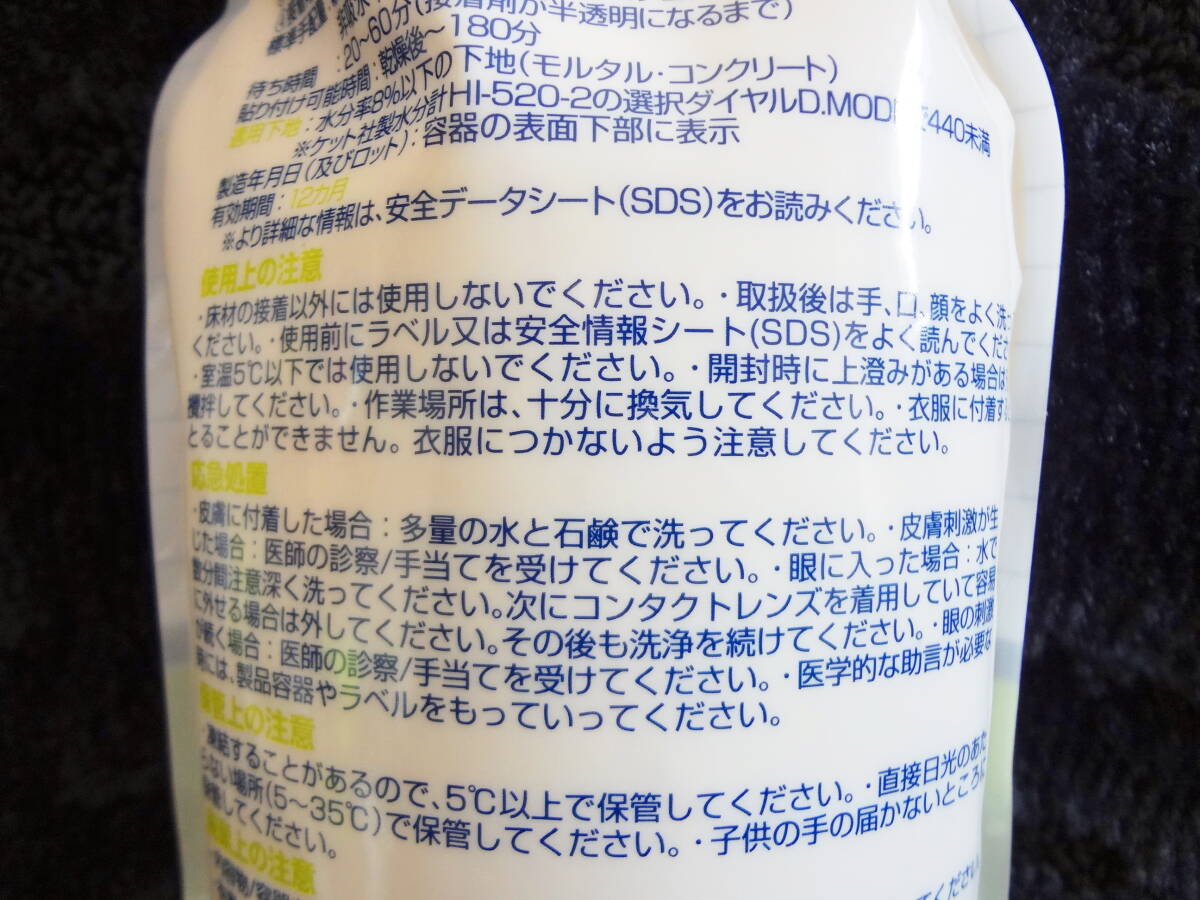 20〜60分(接着剤が半透明になるまで)
待ち時間
貼り付け可能時間:乾燥後〜180分
適用下地:水分率8%以下の下地(モルタル・コンクリート)
※ケット社製水分計HI-520-2の選択ダイヤルD.MOD 440未満
製造年月日(及びロット):容器の表面下部に表示
有効期間:12カ月
※より詳細な情報は、安全データシート(SDS)をお読みください。
使用上の注意
・床材の接着以外には使用しないでください。・取扱後は手、口、顔をよく洗っ
ください。・使用前にラベル又は安全情報シート(SDS)をよく読んでくださ
・室温5℃以下では使用しないでください。・開封時に上澄みがある場合は
攪拌してください。・作業場所は、十分に換気してください。・衣服に付着す
とることができません。衣服につかないよう注意してください。
応急処置
・皮膚に付着した場合:多量の水と石鹸で洗ってください。・皮膚刺激が生
じた場合:医師の診察/手当てを受けてください。・眼に入った場合:水で
数分間注意深く洗ってください。次にコンタクトレンズを着用していて容易
に外せる場合は外してください。その後も洗浄を続けてください。・眼の刺激
が続く場合:医師の診察/手当てを受けてください。・医学的な助言が必要な
際には、製品容器やラベルをもっていってください。
保管上の注意
・凍結することがあるので、5℃以上で保管してください。・直接日光のあた
らない場所(5〜35℃)で保管してください。・子供の手の届かないところに
保管してください。
上の注意
・内容物/容器
てください。